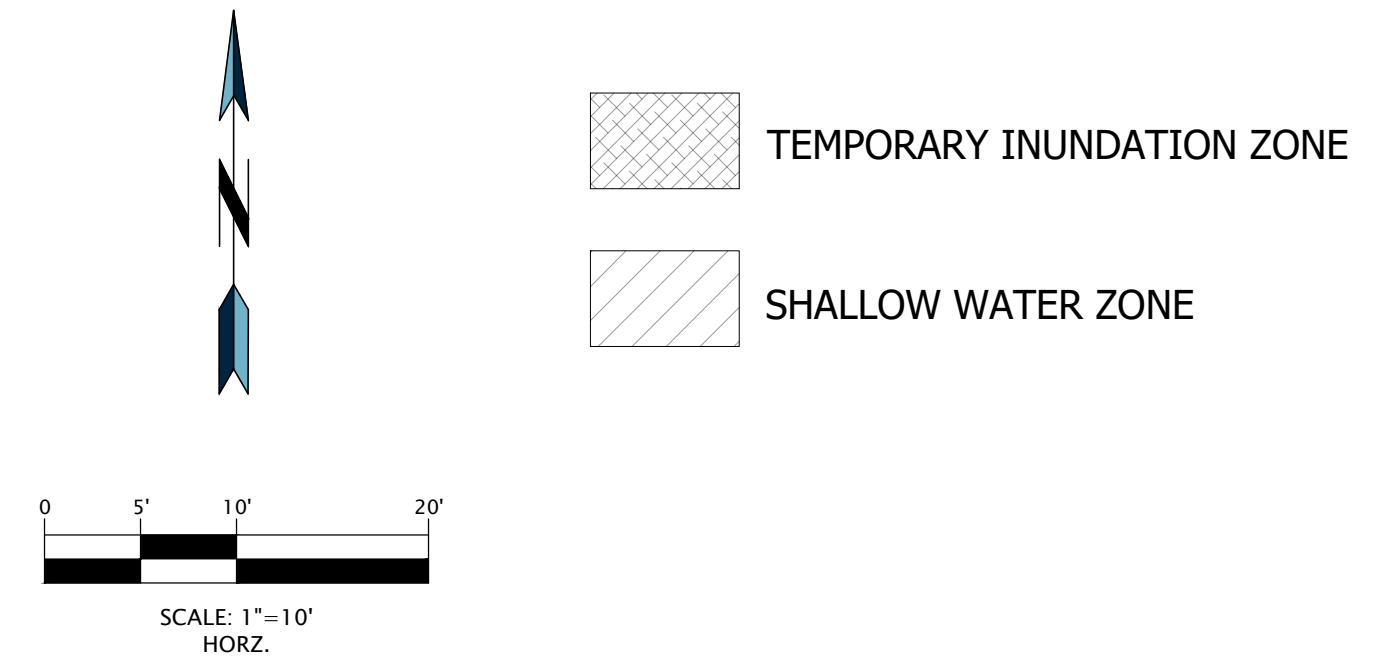 N
TEMPORARY INUNDATION ZONE
SHALLOW WATER ZONE
0 5' 10' 20'
SCALE: 1"=10'
HORZ.